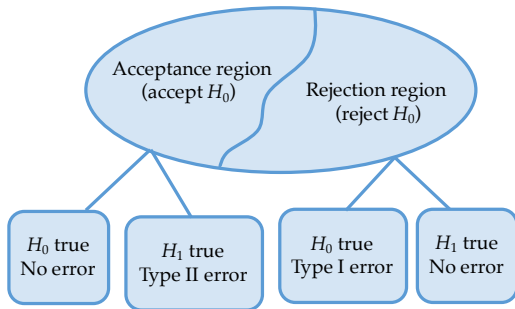 Acceptance region
(accept H₀)
Rejection region
(reject H₀)
H₀ true
No error
H₁ true
Type II error
H₀ true
Type I error
H₁ true
No error